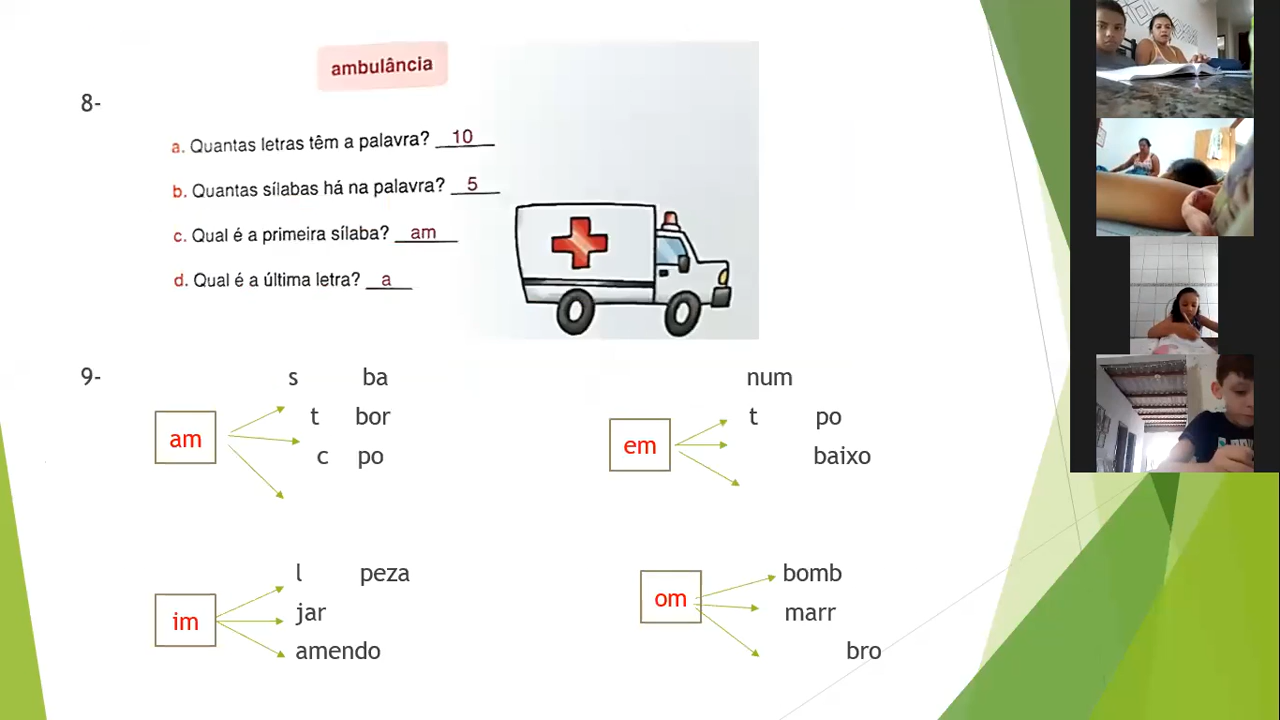 ambulância
8-
a. Quantas letras têm a palavra? 10
b. Quantas sílabas há na palavra? 5
c. Qual é a primeira sílaba? am
d. Qual é a última letra? a
9-
am
s ba
t bor
c po
em
num
t po
baixo
im
l peza
jar
amendo
om
bomb
marr
bro